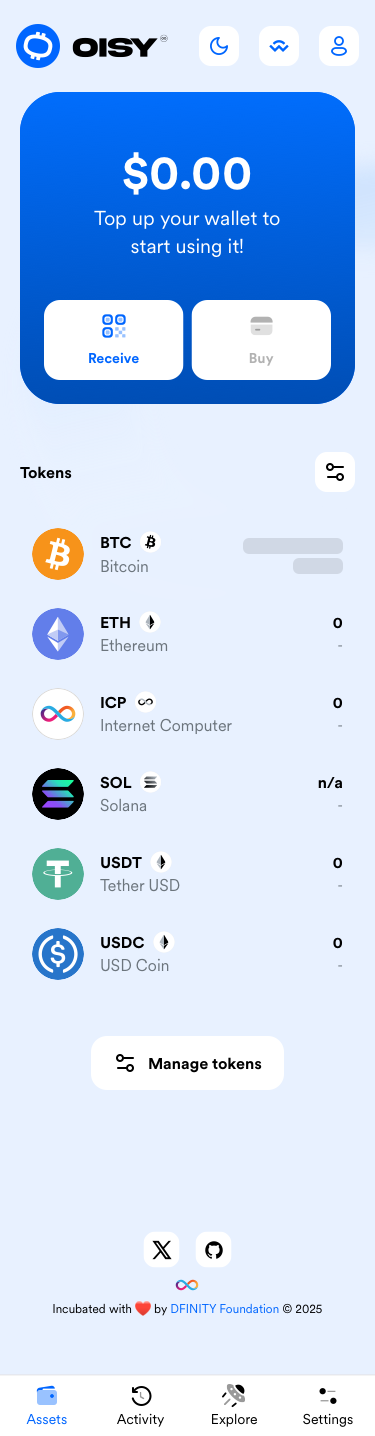 OISY
$0.00
Top up your wallet to
start using it!
Receive
Buy
Tokens
BTC
Bitcoin
ETH
0
Ethereum
-
ICP
0
Internet Computer
-
SOL
n/a
Solana
-
USDT
0
Tether USD
-
USDC
0
USD Coin
-
Manage tokens
Incubated with ❤️ by DFINITY Foundation © 2025
Assets
Activity
Explore
Settings